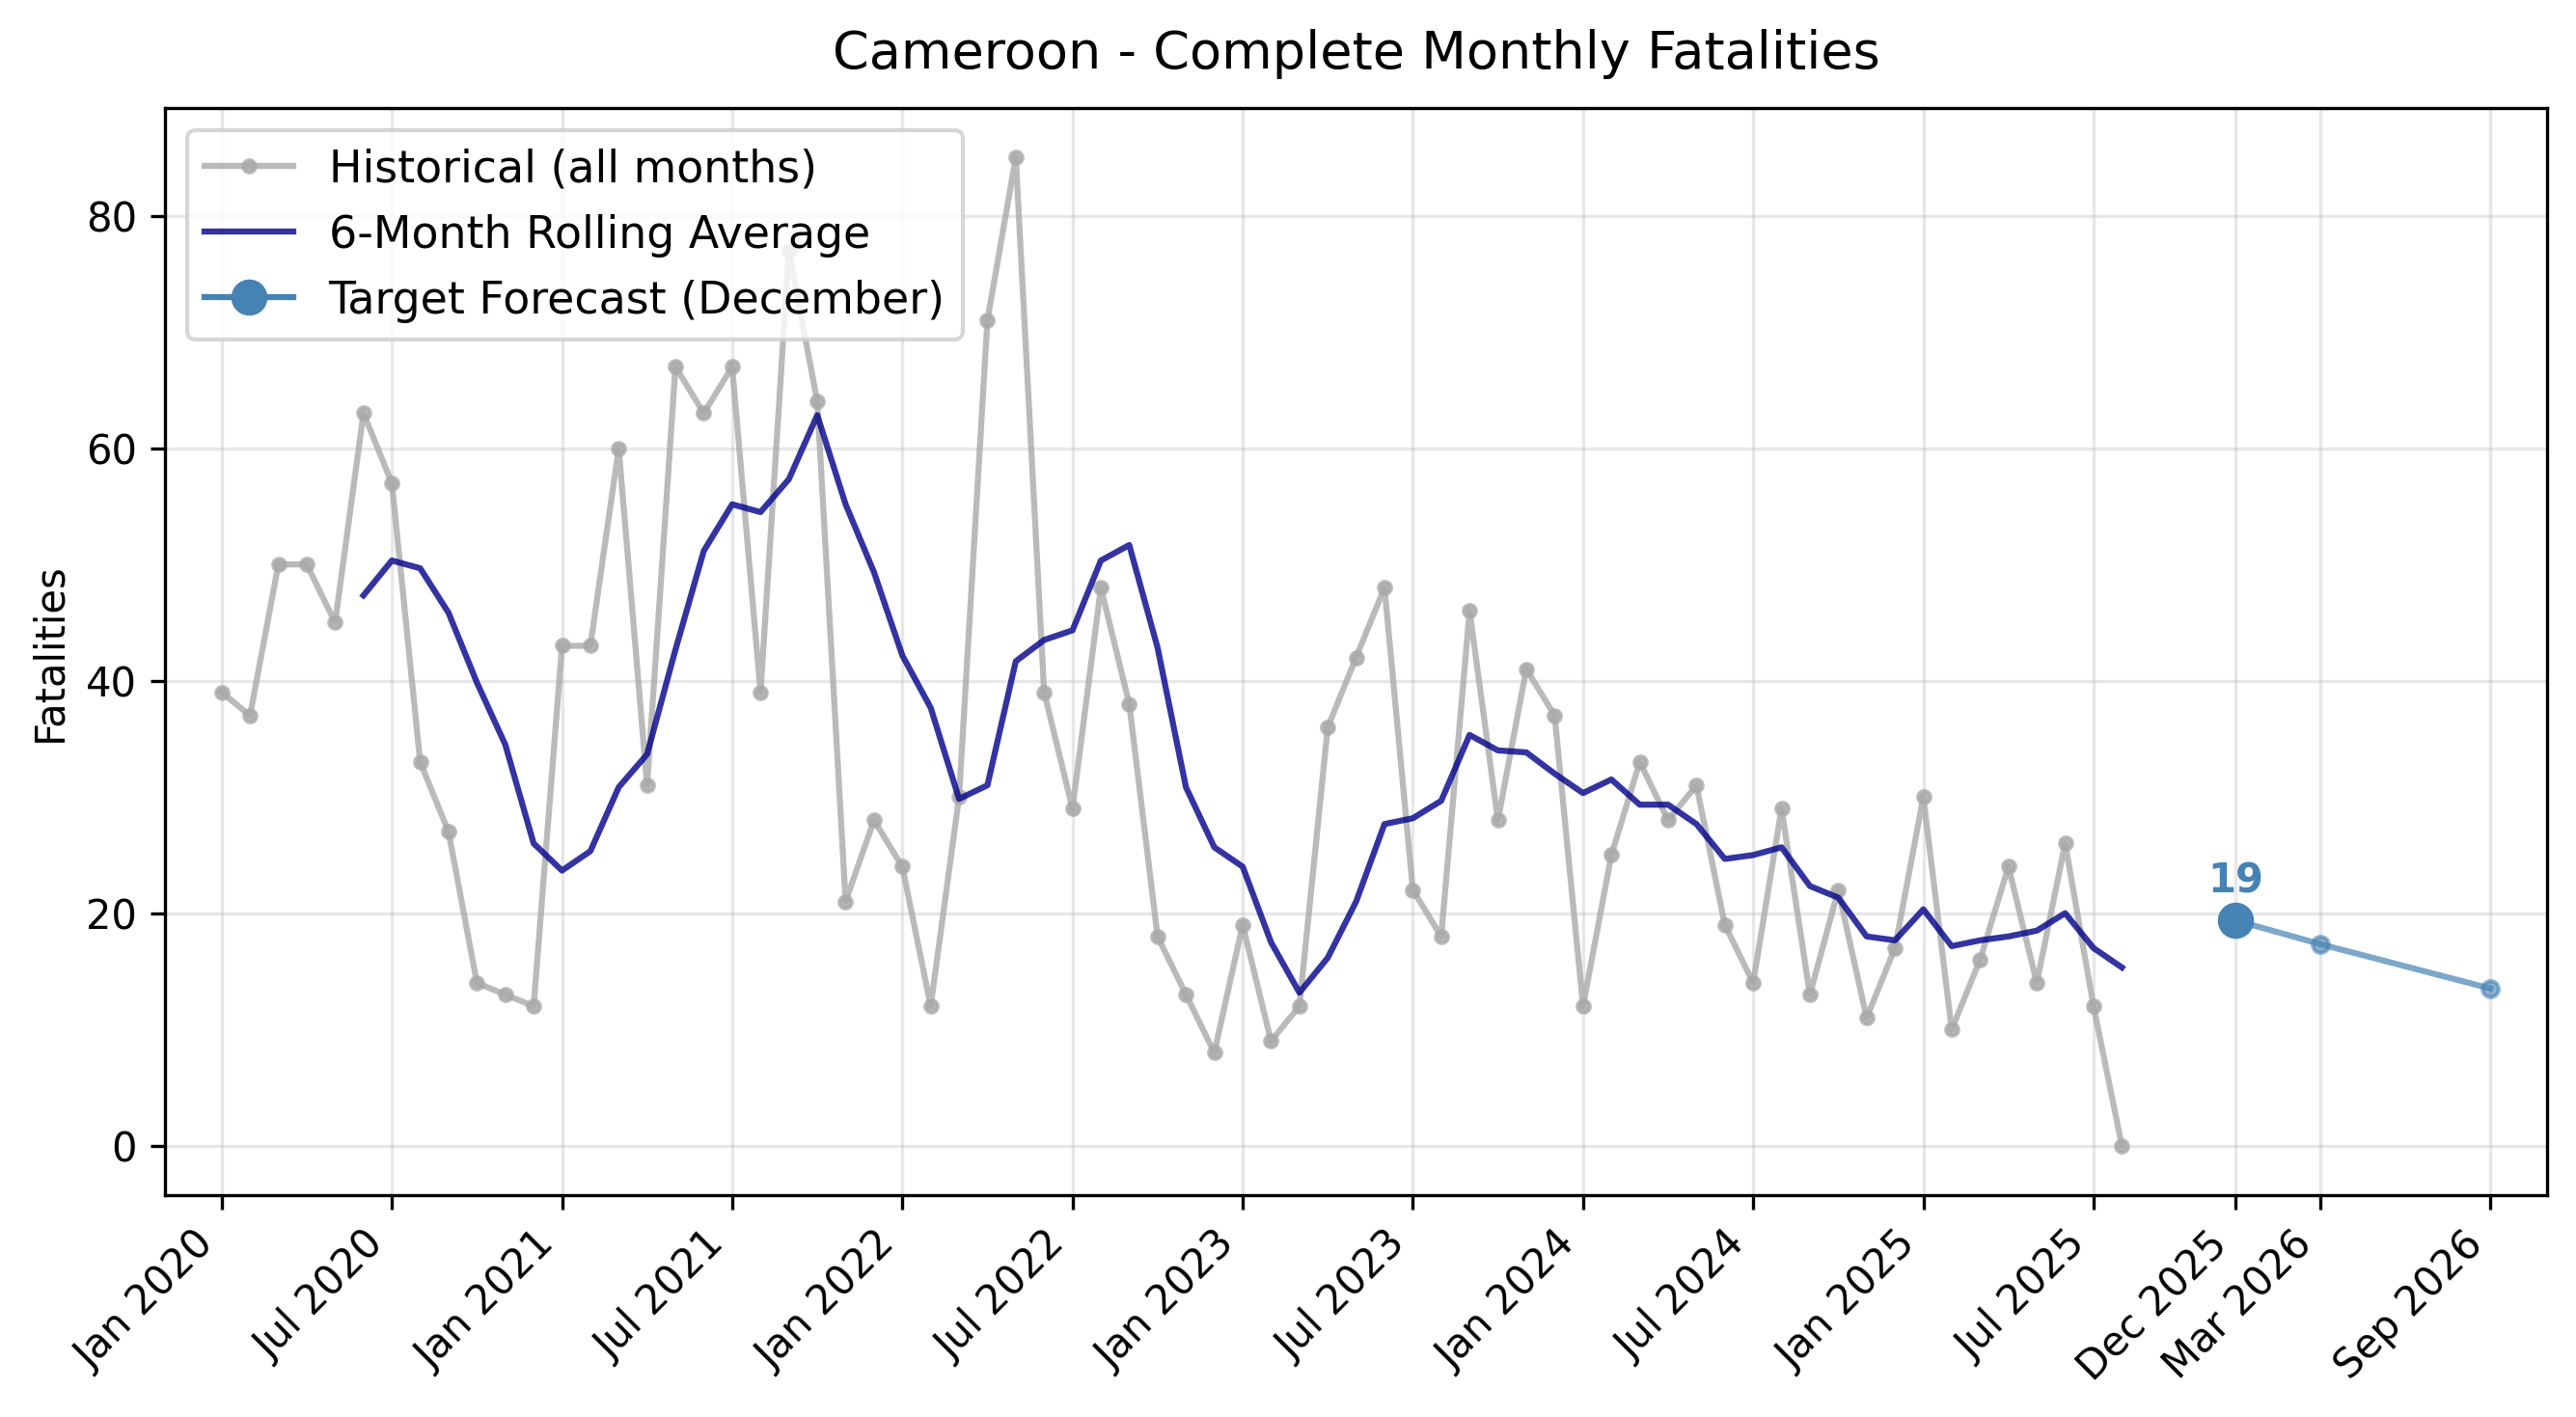 Cameroon - Complete Monthly Fatalities
Historical (all months)
6-Month Rolling Average
Target Forecast (December)
Fatalities
80
60
40
20
0
19
Jan 2020
Jul 2020
Jan 2021
Jul 2021
Jan 2022
Jul 2022
Jan 2023
Jul 2023
Jan 2024
Jul 2024
Jan 2025
Jul 2025
Dec 2025
Mar 2026
Sep 2026